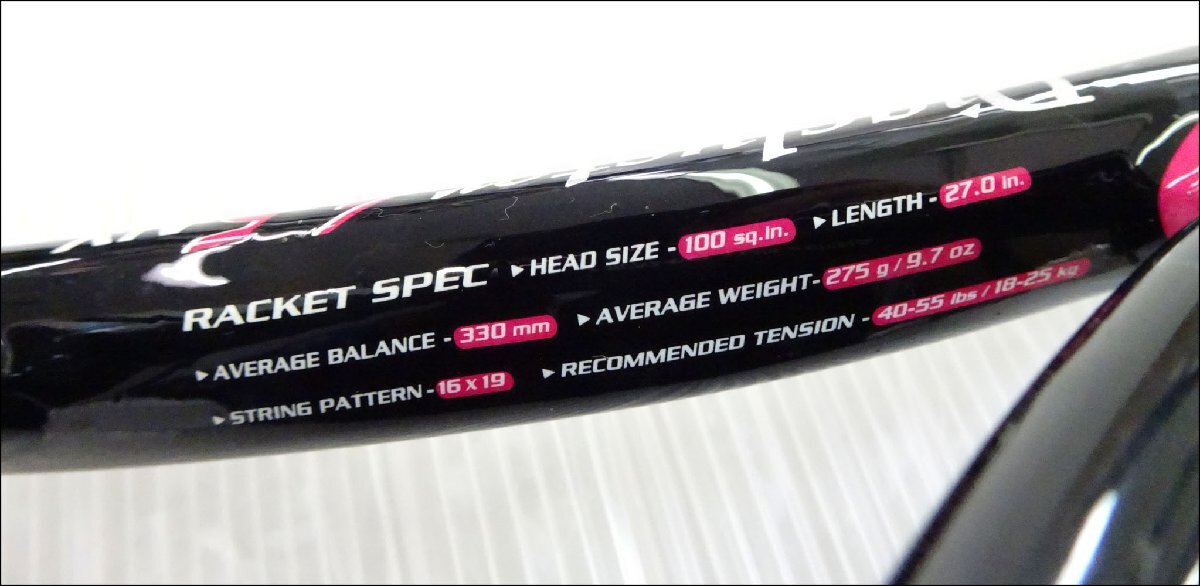 RACKET SPEC ▶HEAD SIZE - 100 sq.in. ▶LENGTH - 27.0 in.
▶AVERAGE BALANCE - 330 mm ▶AVERAGE WEIGHT- 275 g / 9.7 oz
▶STRING PATTERN - 16 x 19 ▶RECOMMENDED TENSION - 40-55 lbs / 18-25 kg